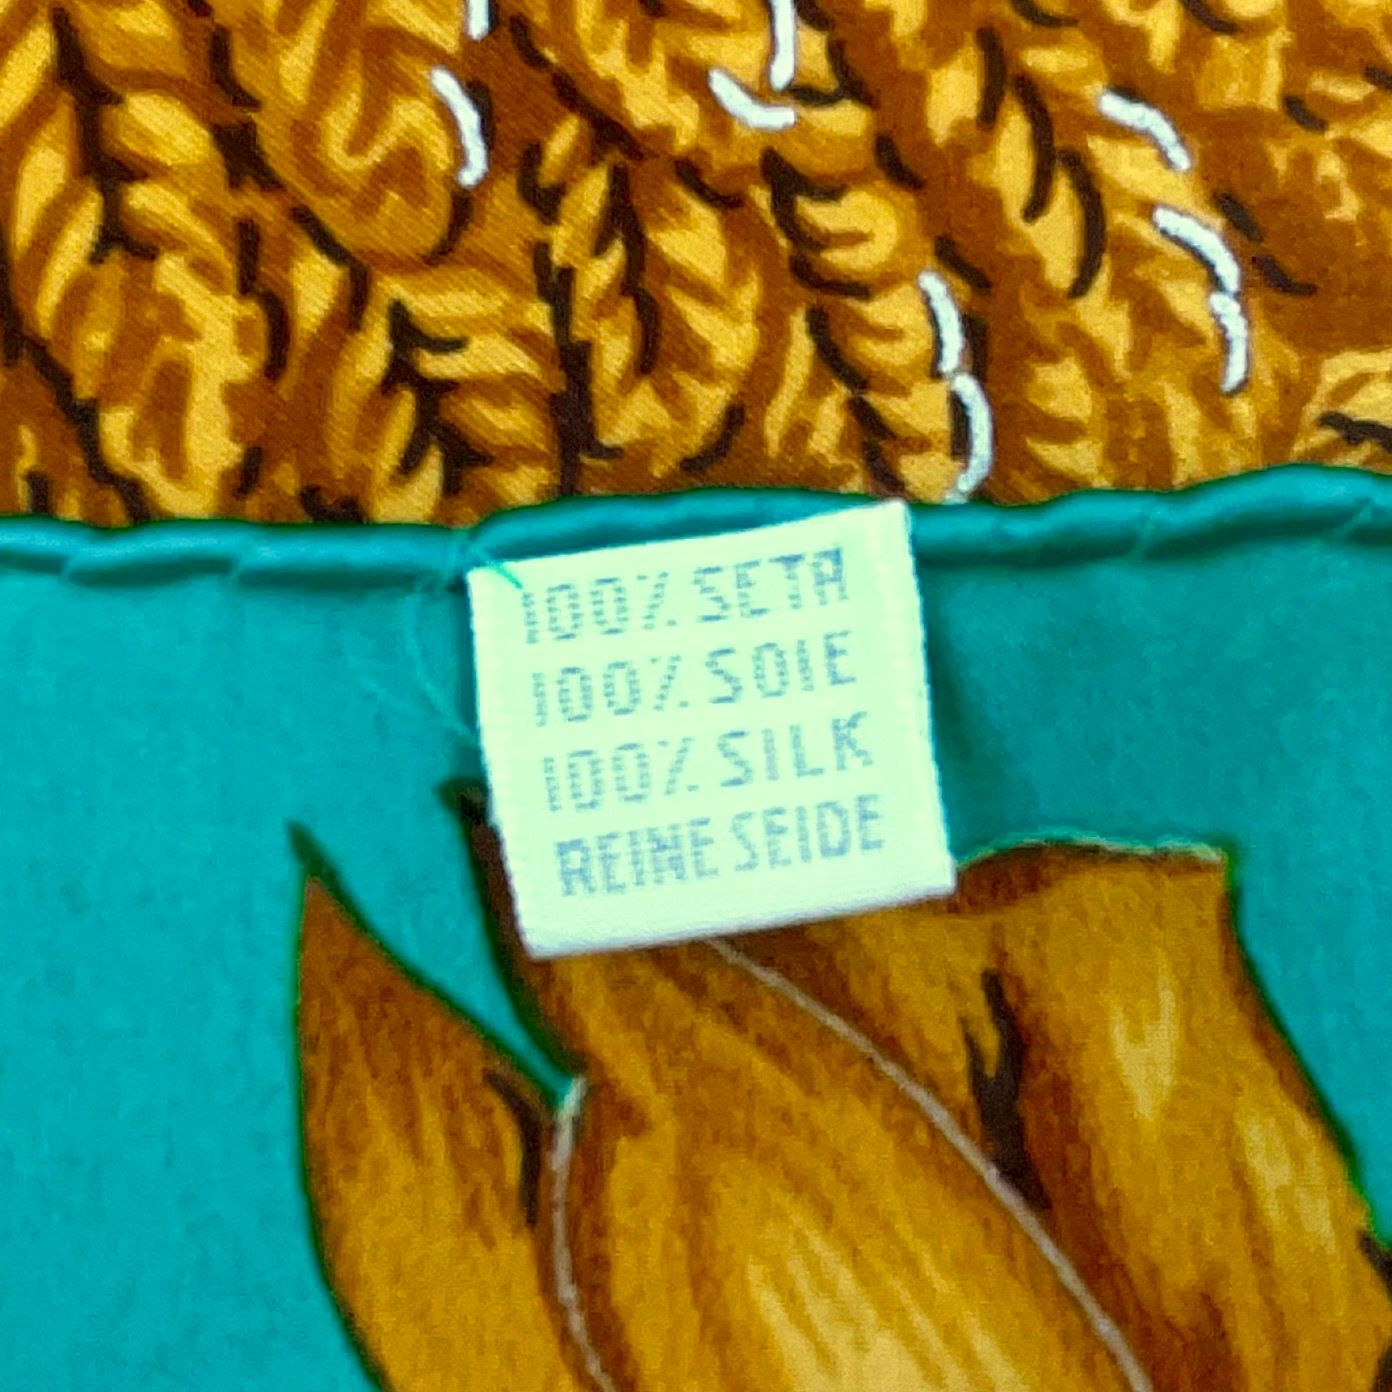 100% SETA
100% SOIE
100% SILK
REINE SEIDE